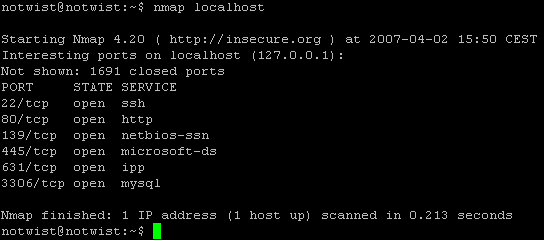 notwist@notwist:~$ nmap localhost
Starting Nmap 4.20 ( http://insecure.org ) at 2007-04-02 15:50 CEST
Interesting ports on localhost (127.0.0.1):
Not shown: 1691 closed ports
PORT     STATE SERVICE
22/tcp   open  ssh
80/tcp   open  http
139/tcp  open  netbios-ssn
445/tcp  open  microsoft-ds
631/tcp  open  ipp
3306/tcp open  mysql
Nmap finished: 1 IP address (1 host up) scanned in 0.213 seconds
notwist@notwist:~$